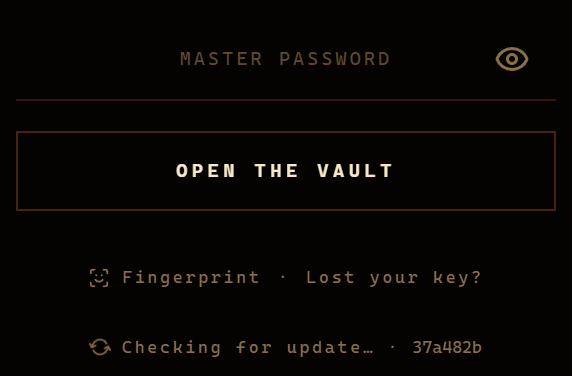 MASTER PASSWORD
OPEN THE VAULT
Fingerprint · Lost your key?
Checking for update… · 37a482b